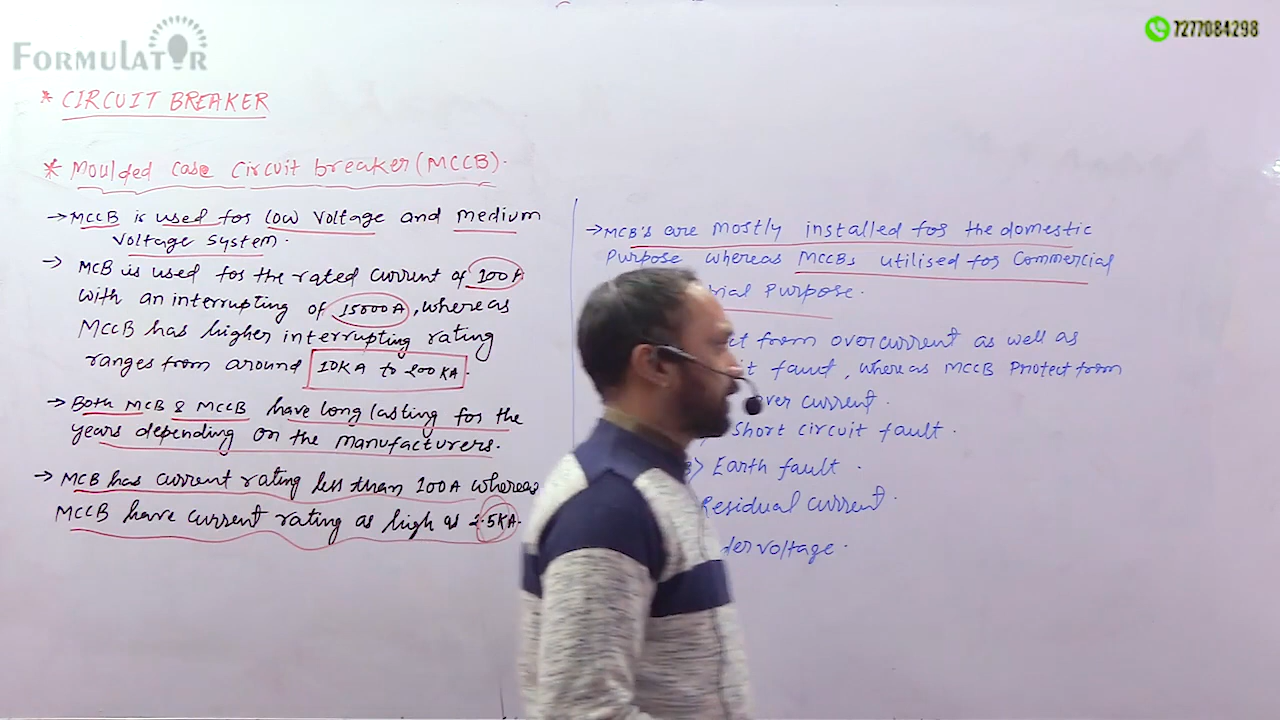 FORMULATOR
7277084298
* CIRCUIT BREAKER
* Moulded case circuit breaker (MCCB).
→ MCCB is used for low voltage and medium
voltage system.
→ MCB is used for the rated current of 100A
with an interrupting of 15000A, whereas
MCCB has higher interrupting rating
ranges from around 10KA to 200KA.
→ Both MCB & MCCB have long lasting for the
years depending on the manufacturers.
→ MCB has current rating less than 100A whereas
MCCB have current rating as high as 2.5KA.
→ MCB's are mostly installed for the domestic
Purpose whereas MCCBs utilised for commercial
Purpose.
from overcurrent as well as
fault, whereas MCCB Protect from
over current.
Short circuit fault.
Earth fault.
Residual current.
voltage.